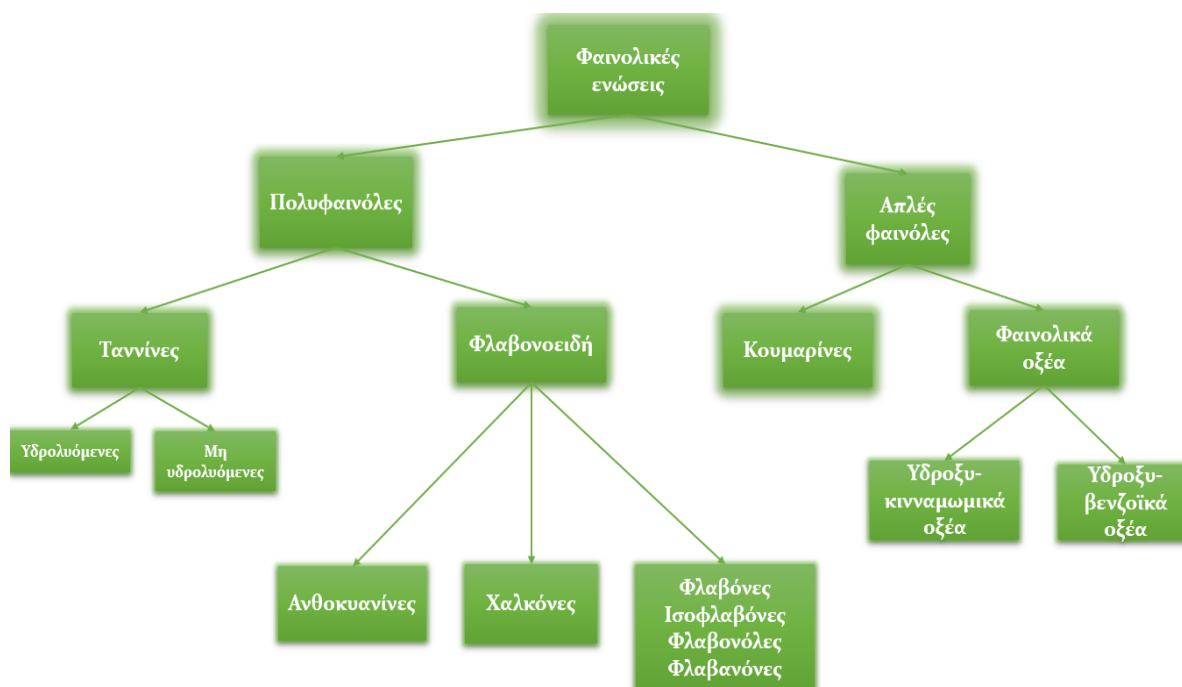 Φαινολικές
ενώσεις
Πολυφαινόλες
Απλές
φαινόλες
Ταννίνες
Φλαβονοειδή
Κουμαρίνες
Φαινολικά
οξέα
Υδρολυόμενες
Μη
υδρολυόμενες
Υδροξυ-
κινναμωμικά
οξέα
Υδροξυ-
βενζοϊκά
οξέα
Ανθοκυανίνες
Χαλκόνες
Φλαβόνες
Ισοφλαβόνες
Φλαβονόλες
Φλαβανόνες